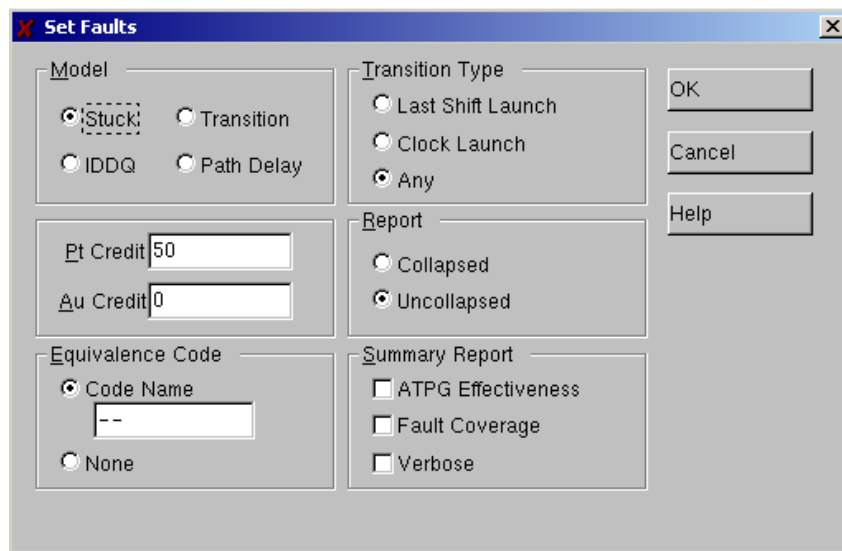 Set Faults
Model
Stuck
Transition
IDDQ
Path Delay
Pt Credit 50
Au Credit 0
Equivalence Code
Code Name
--
None
Transition Type
Last Shift Launch
Clock Launch
Any
Report
Collapsed
Uncollapsed
Summary Report
ATPG Effectiveness
Fault Coverage
Verbose
OK
Cancel
Help